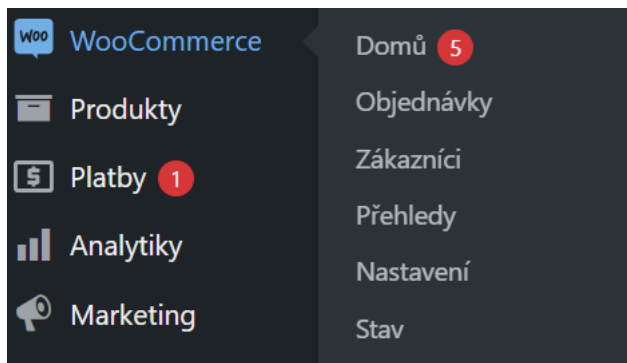 Woo WooCommerce
Produkty
Platby 1
Analytiky
Marketing
Domů 5
Objednávky
Zákazníci
Přehledy
Nastavení
Stav